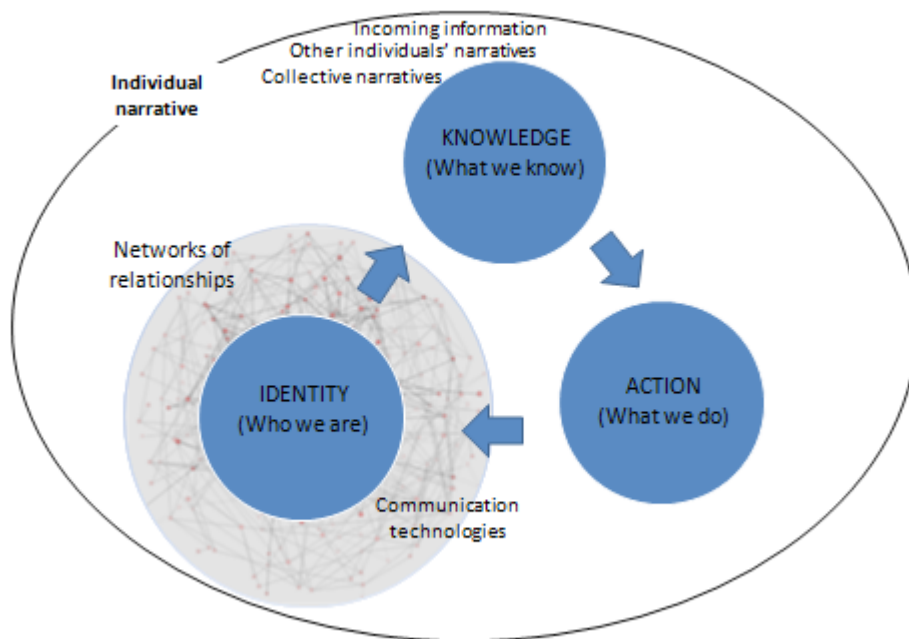 Incoming information
Other individuals' narratives
Collective narratives
Individual
narrative
KNOWLEDGE
(What we know)
Networks of
relationships
IDENTITY
(Who we are)
ACTION
(What we do)
Communication
technologies